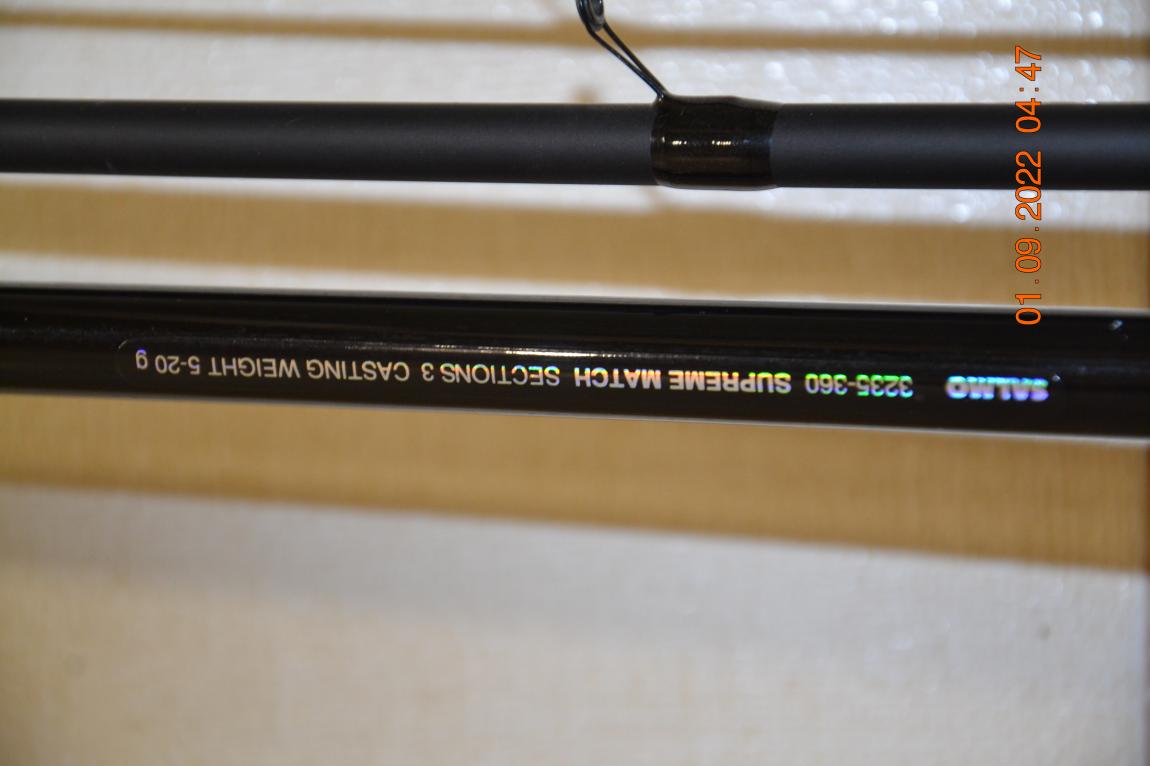 SALMO 3235-360 SUPREME MATCH SECTIONS 3 CASTING WEIGHT 5-20 g
01.09.2022 04:47